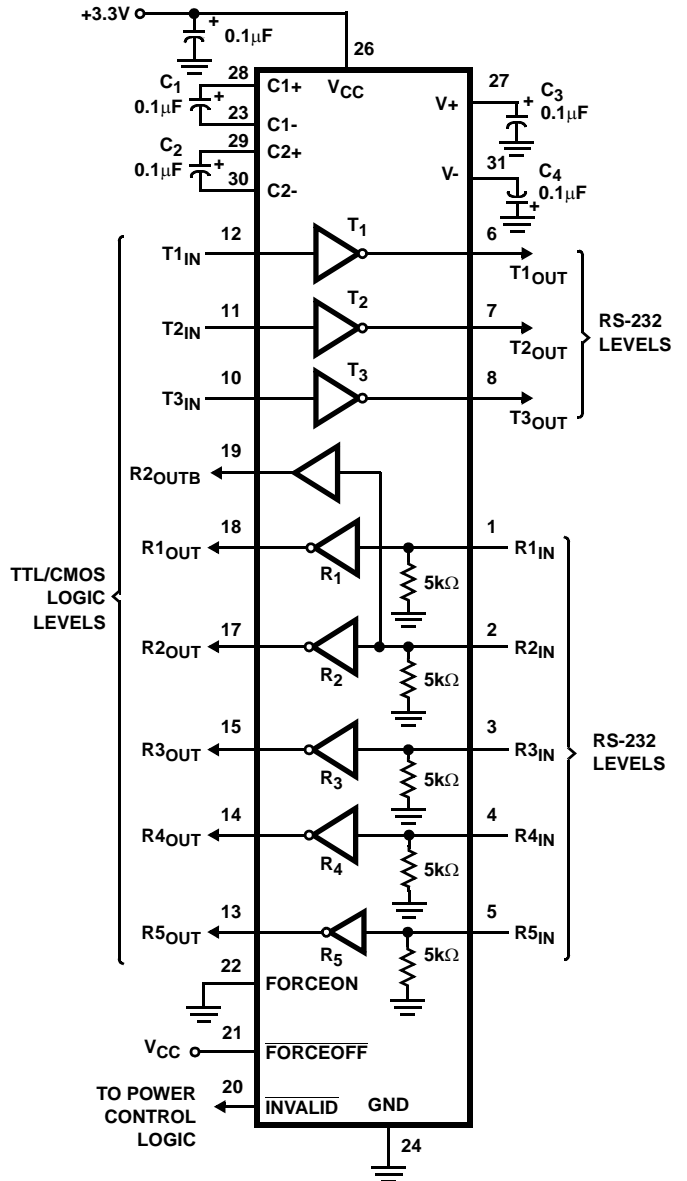 +3.3V
+
0.1μF
26
C1
0.1μF
+
28
C1+
VCC
23
C1-
C2
0.1μF
+
29
C2+
30
C2-
27
V+
+
C3
0.1μF
31
V-
C4
0.1μF
+
T1IN
12
T1
6
T1OUT
T2IN
11
T2
7
T2OUT
RS-232
LEVELS
T3IN
10
T3
8
T3OUT
R2OUTB
19
R1OUT
18
R1
5kΩ
1
R1IN
TTL/CMOS
LOGIC
LEVELS
R2OUT
17
R2
5kΩ
2
R2IN
R3OUT
15
R3
5kΩ
3
R3IN
RS-232
LEVELS
R4OUT
14
R4
5kΩ
4
R4IN
R5OUT
13
R5
5kΩ
5
R5IN
22
FORCEON
VCC
21
FORCEOFF
TO POWER
CONTROL
LOGIC
20
INVALID
GND
24